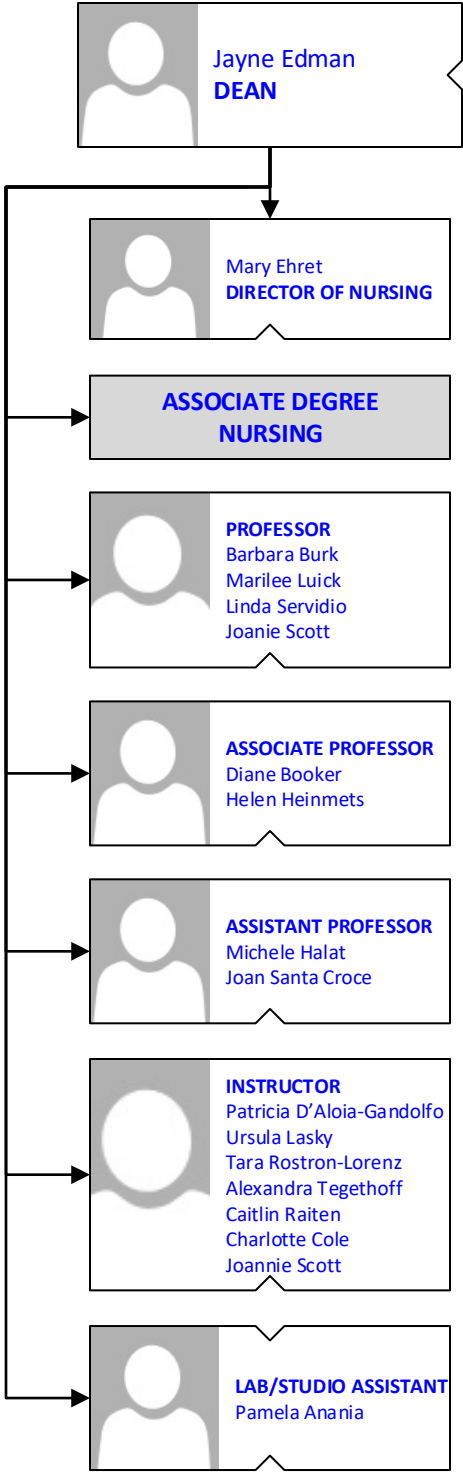 Jayne Edman
DEAN
Mary Ehret
DIRECTOR OF NURSING
ASSOCIATE DEGREE
NURSING
PROFESSOR
Barbara Burk
Marilee Luick
Linda Servidio
Joanie Scott
ASSOCIATE PROFESSOR
Diane Booker
Helen Heinmets
ASSISTANT PROFESSOR
Michele Halat
Joan Santa Croce
INSTRUCTOR
Patricia D’Aloia-Gandolfo
Ursula Lasky
Tara Rostron-Lorenz
Alexandra Tegethoff
Caitlin Raiten
Charlotte Cole
Joannie Scott
LAB/STUDIO ASSISTANT
Pamela Anania